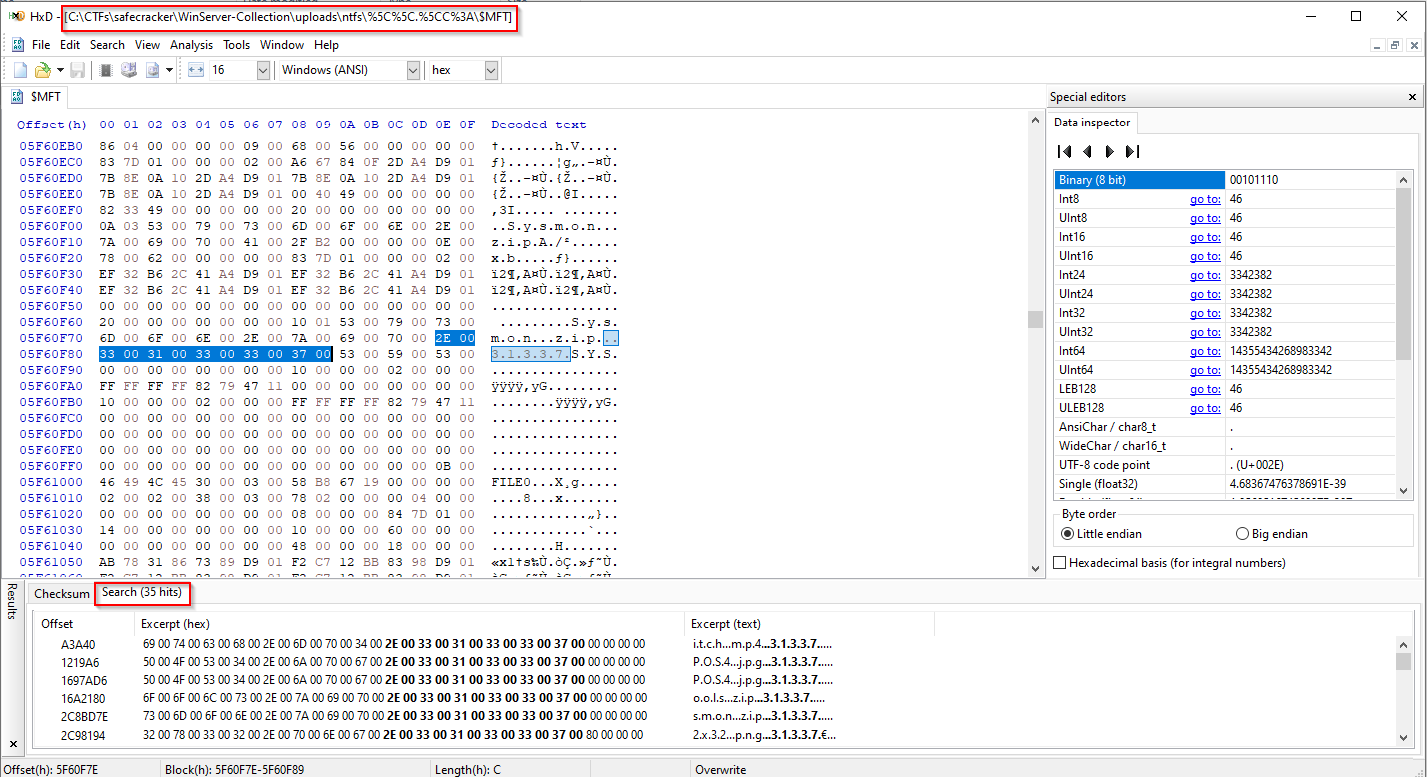 HxD - [C:\CTFs\safecracker\WinServer-Collection\uploads\ntfs\%5C%5C.%5CC%3A\$MFT]
File Edit Search View Analysis Tools Window Help
16 Windows (ANSI) hex
$MFT
Special editors
Data inspector
Offset(h) 00 01 02 03 04 05 06 07 08 09 0A 0B 0C 0D 0E 0F Decoded text
05F60EB0 86 04 00 00 00 00 09 00 68 00 56 00 00 00 00 00 †.......h.V.....
05F60EC0 83 7D 01 00 00 00 02 00 A6 67 84 0F 2D A4 D9 01 ƒ}......¦g„.-¤Ù.
05F60ED0 7B 8E 0A 10 2D A4 D9 01 7B 8E 0A 10 2D A4 D9 01 {Ž..-¤Ù.{Ž..-¤Ù.
05F60EE0 7B 8E 0A 10 2D A4 D9 01 00 40 49 00 00 00 00 00 {Ž..-¤Ù..@I.....
05F60EF0 82 33 49 00 00 00 00 00 20 00 00 00 00 00 00 00 ‚3I..... .......
05F60F00 0A 03 53 00 79 00 73 00 6D 00 6F 00 6E 00 2E 00 ..S.y.s.m.o.n...
05F60F10 7A 00 69 00 70 00 41 00 2F B2 00 00 00 00 0E 00 z.i.p.A./²......
05F60F20 78 00 62 00 00 00 00 00 83 7D 01 00 00 00 02 00 x.b.....ƒ}......
05F60F30 EF 32 B6 2C 41 A4 D9 01 EF 32 B6 2C 41 A4 D9 01 ï2¶,A¤Ù.ï2¶,A¤Ù.
05F60F40 EF 32 B6 2C 41 A4 D9 01 EF 32 B6 2C 41 A4 D9 01 ï2¶,A¤Ù.ï2¶,A¤Ù.
05F60F50 00 00 00 00 00 00 00 00 00 00 00 00 00 00 00 00 ................
05F60F60 20 00 00 00 00 00 00 00 10 01 53 00 79 00 73 00  .........S.y.s.
05F60F70 6D 00 6F 00 6E 00 2E 00 7A 00 69 00 70 00 2E 00 m.o.n...z.i.p...
05F60F80 33 00 31 00 33 00 33 00 37 00 53 00 59 00 53 00 3.1.3.3.7.S.Y.S.
05F60F90 00 00 00 00 00 00 00 00 10 00 00 00 02 00 00 00 ................
05F60FA0 FF FF FF FF 82 79 47 11 00 00 00 00 00 00 00 00 ÿÿÿÿ‚yG.........
05F60FB0 10 00 00 00 02 00 00 00 FF FF FF FF 82 79 47 11 ........ÿÿÿÿ‚yG.
05F60FC0 00 00 00 00 00 00 00 00 00 00 00 00 00 00 00 00 ................
05F60FD0 00 00 00 00 00 00 00 00 00 00 00 00 00 00 00 00 ................
05F60FE0 00 00 00 00 00 00 00 00 00 00 00 00 00 00 00 00 ................
05F60FF0 00 00 00 00 00 00 00 00 00 00 00 00 00 00 0B 00 ................
05F61000 46 49 4C 45 30 00 03 00 58 B8 67 19 00 00 00 00 FILE0...X¸g.....
05F61010 02 00 02 00 38 00 03 00 78 02 00 00 00 04 00 00 ....8...x.......
05F61020 00 00 00 00 00 00 00 00 08 00 00 00 84 7D 01 00 ............„}..
05F61030 14 00 00 00 00 00 00 00 10 00 00 00 60 00 00 00 ............`...
05F61040 00 00 00 00 00 00 00 00 48 00 00 00 18 00 00 00 ........H.......
05F61050 AB 78 31 86 73 89 D9 01 F2 C7 12 BB 83 98 D9 01 «x1†s‰Ù.òÇ.»ƒ˜Ù.
Binary (8 bit) 00101110
Int8 go to: 46
UInt8 go to: 46
Int16 go to: 46
UInt16 go to: 46
Int24 go to: 3342382
UInt24 go to: 3342382
Int32 go to: 3342382
UInt32 go to: 3342382
Int64 go to: 14355434268983342
UInt64 go to: 14355434268983342
LEB128 go to: 46
ULEB128 go to: 46
AnsiChar / char8_t .
WideChar / char16_t .
UTF-8 code point . (U+002E)
Single (float32) 4.68367476378691E-39
Byte order
Little endian Big endian
Hexadecimal basis (for integral numbers)
Results
Checksum Search (35 hits)
Offset Excerpt (hex) Excerpt (text)
A3A40 69 00 74 00 63 00 68 00 2E 00 6D 00 70 00 34 00 2E 00 33 00 31 00 33 00 33 00 37 00 00 00 00 00 i.t.c.h...m.p.4...3.1.3.3.7.....
1219A6 50 00 4F 00 53 00 34 00 2E 00 6A 00 70 00 67 00 2E 00 33 00 31 00 33 00 33 00 37 00 00 00 00 00 P.O.S.4...j.p.g...3.1.3.3.7.....
1697AD6 50 00 4F 00 53 00 34 00 2E 00 6A 00 70 00 67 00 2E 00 33 00 31 00 33 00 33 00 37 00 00 00 00 00 P.O.S.4...j.p.g...3.1.3.3.7.....
16A2180 6F 00 6F 00 6C 00 73 00 2E 00 7A 00 69 00 70 00 2E 00 33 00 31 00 33 00 33 00 37 00 00 00 00 00 o.o.l.s...z.i.p...3.1.3.3.7.....
2C8BD7E 73 00 6D 00 6F 00 6E 00 2E 00 7A 00 69 00 70 00 2E 00 33 00 31 00 33 00 33 00 37 00 00 00 00 00 s.m.o.n...z.i.p...3.1.3.3.7.....
2C98194 32 00 78 00 33 00 32 00 2E 00 70 00 6E 00 67 00 2E 00 33 00 31 00 33 00 33 00 37 00 80 00 00 00 2.x.3.2...p.n.g...3.1.3.3.7.€...
Offset(h): 5F60F7E Block(h): 5F60F7E-5F60F89 Length(h): C Overwrite